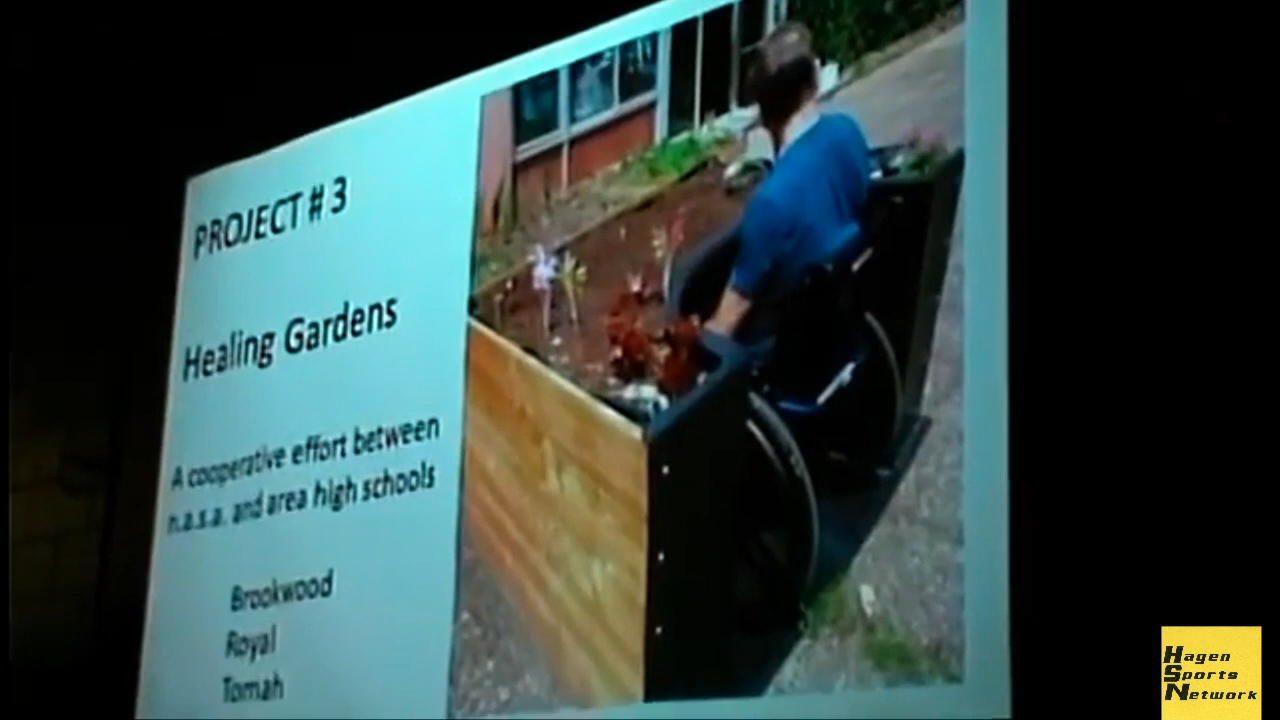 PROJECT # 3
Healing Gardens
A cooperative effort between
n.a.s.a. and area high schools
Brookwood
Royal
Tomah
Hagen
Sports
Network